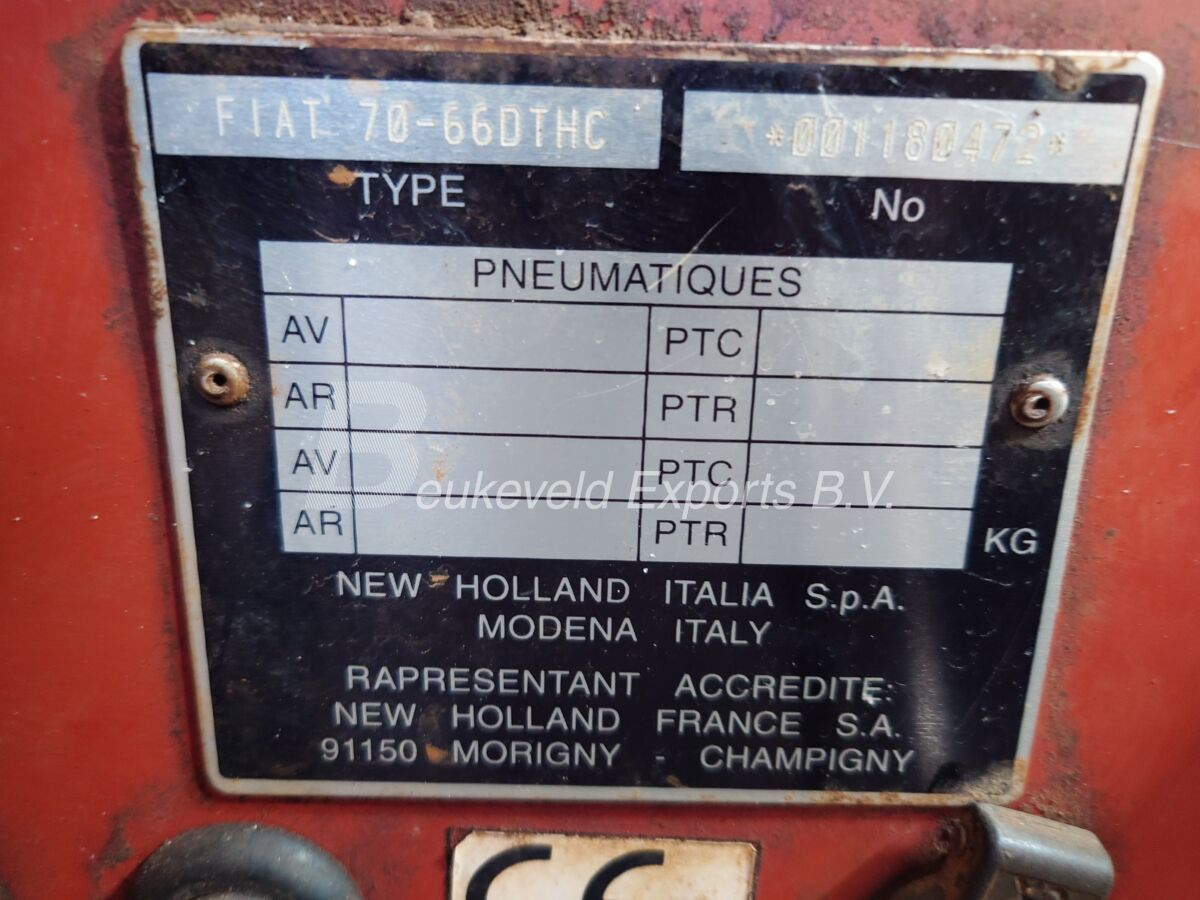 FIAT 70-66DTHC *001180472*
TYPE No
PNEUMATIQUES
AV PTC
AR PTR
AV PTC
AR PTR KG
Beukeveld Exports B.V.
NEW HOLLAND ITALIA S.p.A.
MODENA ITALY
RAPRESENTANT ACCREDITE:
NEW HOLLAND FRANCE S.A.
91150 MORIGNY - CHAMPIGNY
CE